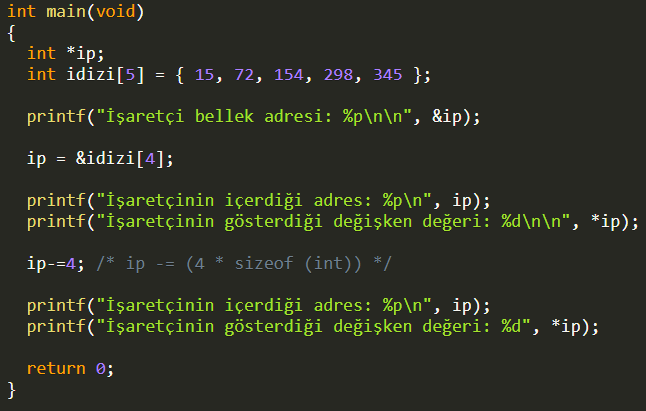 int main(void)
{
  int *ip;
  int idizi[5] = { 15, 72, 154, 298, 345 };
  printf("İşaretçi bellek adresi: %p\n\n", &ip);
  ip = &idizi[4];
  printf("İşaretçinin içerdiği adres: %p\n", ip);
  printf("İşaretçinin gösterdiği değişken değeri: %d\n\n", *ip);
  ip-=4; /* ip -= (4 * sizeof (int)) */
  printf("İşaretçinin içerdiği adres: %p\n", ip);
  printf("İşaretçinin gösterdiği değişken değeri: %d", *ip);
  return 0;
}